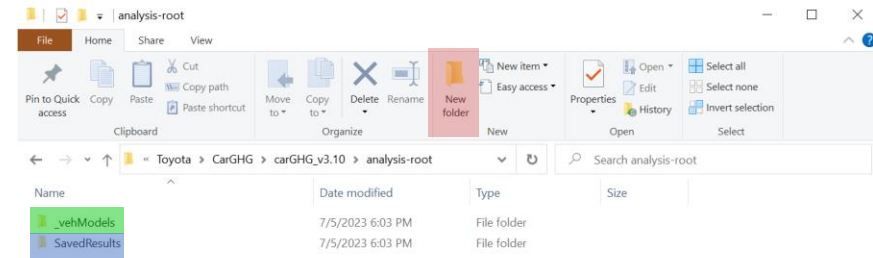 analysis-root
File Home Share View
Pin to Quick access
Copy
Paste
Cut
Copy path
Paste shortcut
Clipboard
Move to
Copy to
Delete
Rename
Organize
New folder
New item
Easy access
New
Properties
Open
Edit
History
Open
Select all
Select none
Invert selection
Select
« Toyota > CarGHG > carGHG_v3.10 > analysis-root
Search analysis-root
Name Date modified Type Size
_vehModels 7/5/2023 6:03 PM File folder
SavedResults 7/5/2023 6:03 PM File folder